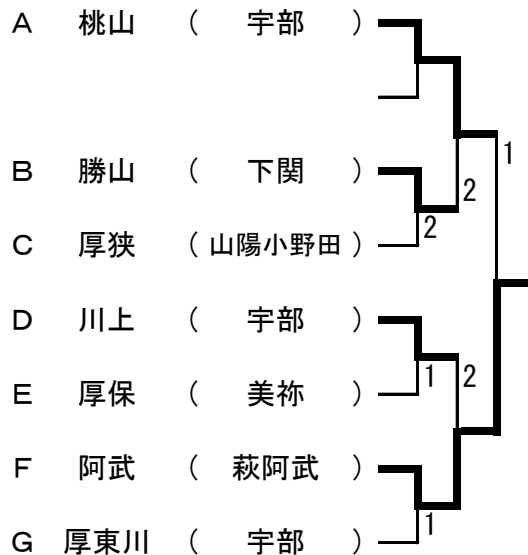 A 桃山 ( 宇部 )
1
B 勝山 ( 下関 )
2
2
C 厚狭 ( 山陽小野田 )
D 川上 ( 宇部 )
1
2
E 厚保 ( 美祢 )
F 阿武 ( 萩阿武 )
1
G 厚東川 ( 宇部 )